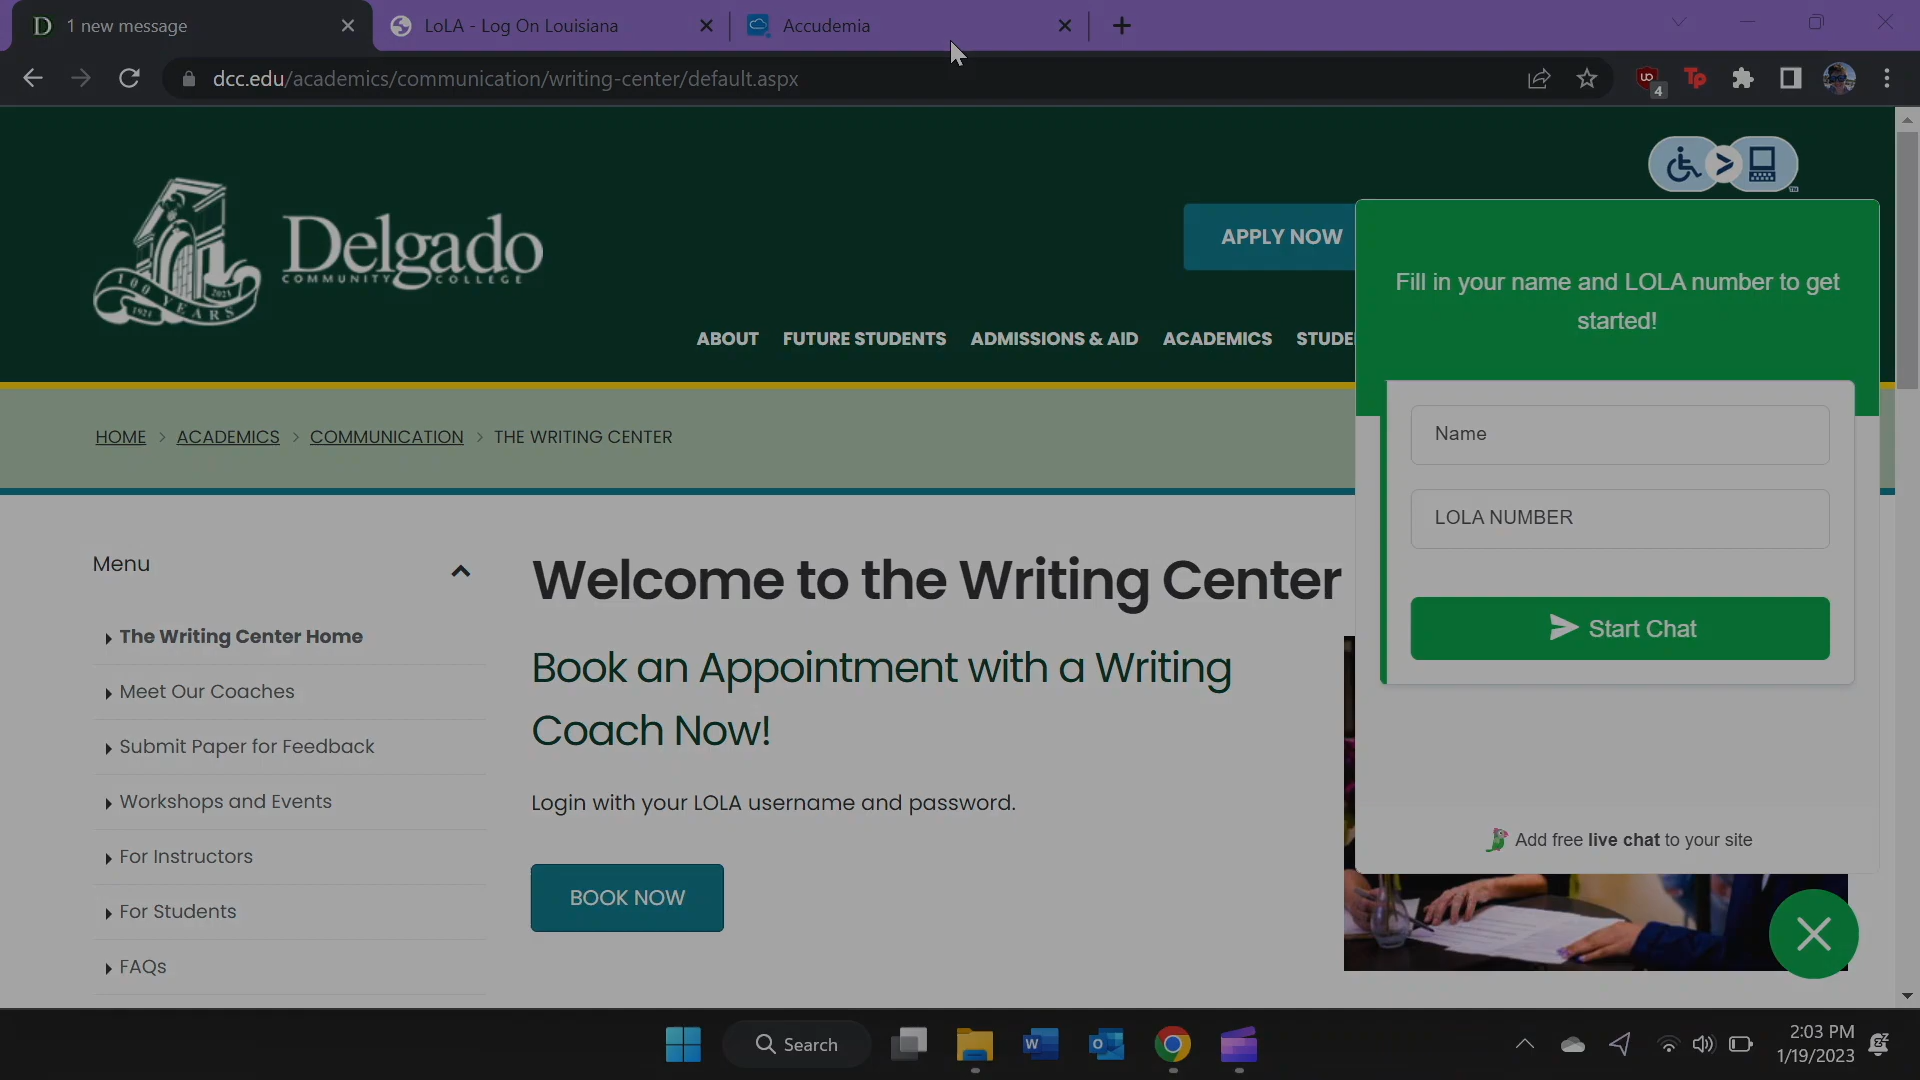 1 new message
LoLA - Log On Louisiana
Accudemia
dcc.edu/academics/communication/writing-center/default.aspx
4
Delgado
COMMUNITY COLLEGE
100 YEARS
1921 2021
APPLY NOW
ABOUT FUTURE STUDENTS ADMISSIONS & AID ACADEMICS STUDE
Fill in your name and LOLA number to get
started!
HOME > ACADEMICS > COMMUNICATION > THE WRITING CENTER
Name
LOLA NUMBER
Start Chat
Add free live chat to your site
Menu
The Writing Center Home
Meet Our Coaches
Submit Paper for Feedback
Workshops and Events
For Instructors
For Students
FAQs
Welcome to the Writing Center
Book an Appointment with a Writing
Coach Now!
Login with your LOLA username and password.
BOOK NOW
Search
2:03 PM
1/19/2023